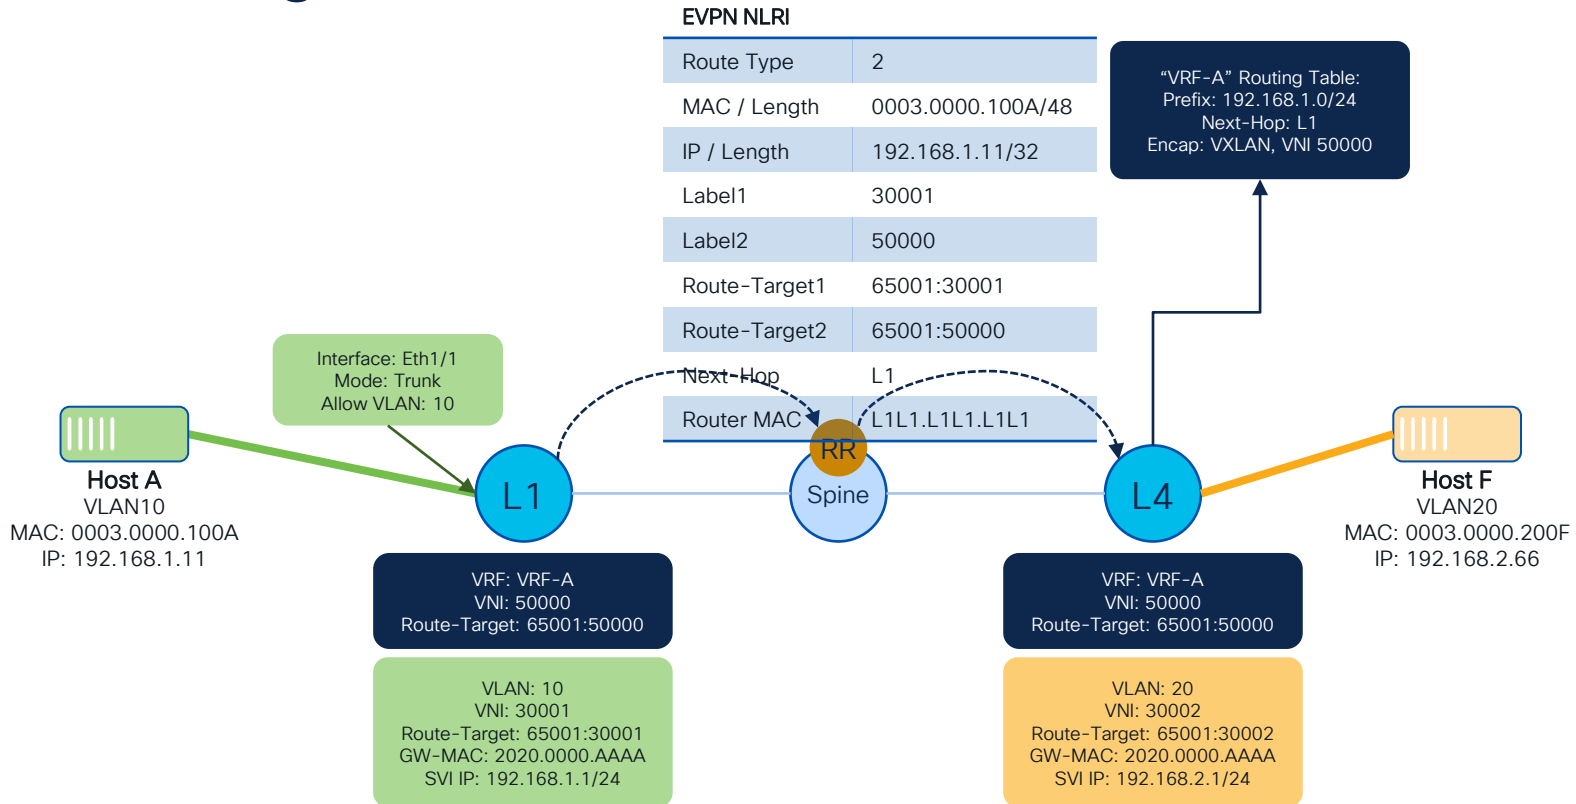 EVPN NLRI
Route Type 2
MAC / Length 0003.0000.100A/48
IP / Length 192.168.1.11/32
Label1 30001
Label2 50000
Route-Target1 65001:30001
Route-Target2 65001:50000
Next-Hop L1
Router MAC L1L1.L1L1.L1L1
“VRF-A” Routing Table:
Prefix: 192.168.1.0/24
Next-Hop: L1
Encap: VXLAN, VNI 50000
Interface: Eth1/1
Mode: Trunk
Allow VLAN: 10
Host A
VLAN10
MAC: 0003.0000.100A
IP: 192.168.1.11
L1
RR
Spine
L4
Host F
VLAN20
MAC: 0003.0000.200F
IP: 192.168.2.66
VRF: VRF-A
VNI: 50000
Route-Target: 65001:50000
VLAN: 10
VNI: 30001
Route-Target: 65001:30001
GW-MAC: 2020.0000.AAAA
SVI IP: 192.168.1.1/24
VRF: VRF-A
VNI: 50000
Route-Target: 65001:50000
VLAN: 20
VNI: 30002
Route-Target: 65001:30002
GW-MAC: 2020.0000.AAAA
SVI IP: 192.168.2.1/24